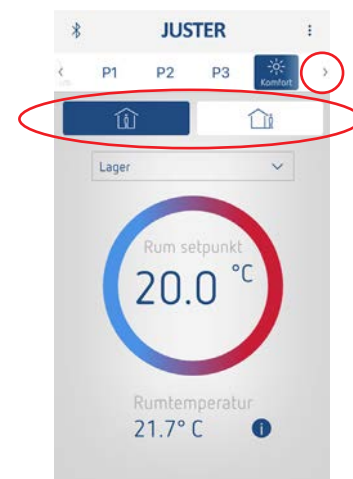 JUSTER
P1 P2 P3 Komfort
Lager
Rum setpunkt
20.0 °C
Rumtemperatur
21.7° C